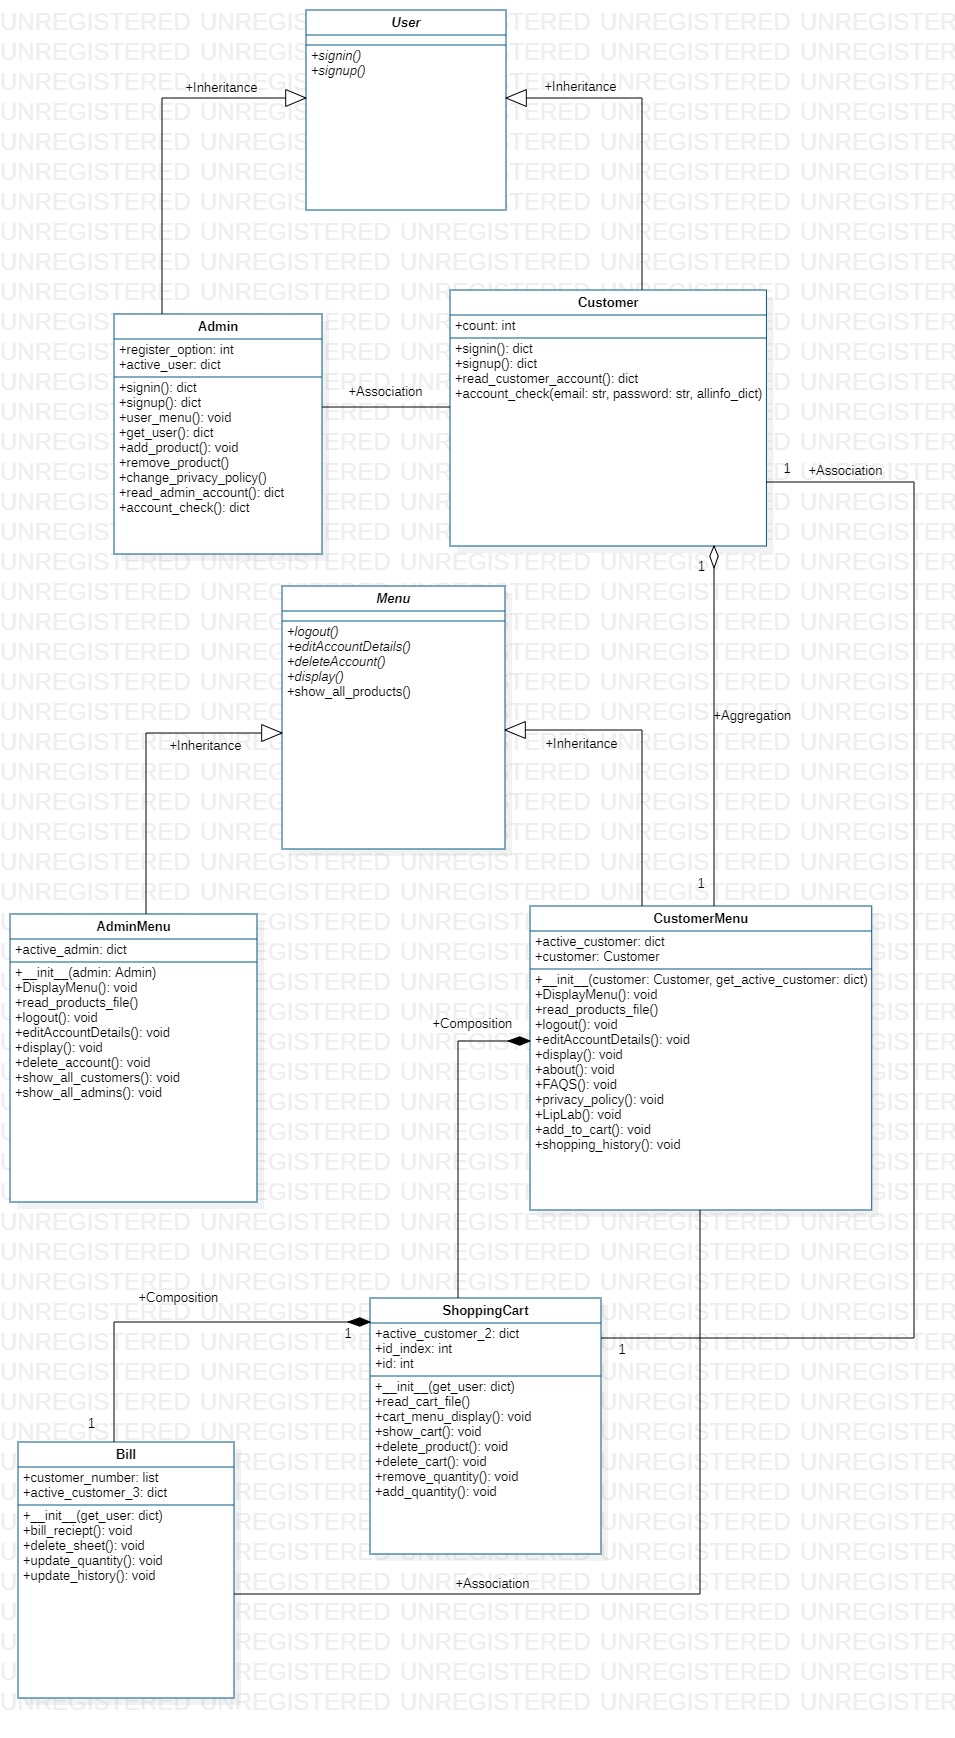 User
+signin()
+signup()
+Inheritance
+Inheritance
Admin
+register_option: int
+active_user: dict
+signin(): dict
+signup(): dict
+user_menu(): void
+get_user(): dict
+add_product(): void
+remove_product()
+change_privacy_policy()
+read_admin_account(): dict
+account_check(): dict
+Association
Customer
+count: int
+signin(): dict
+signup(): dict
+read_customer_account(): dict
+account_check(email: str, password: str, allinfo_dict)
1
+Association
1
+Aggregation
1
Menu
+logout()
+editAccountDetails()
+deleteAccount()
+display()
+show_all_products()
+Inheritance
+Inheritance
AdminMenu
+active_admin: dict
+__init__(admin: Admin)
+DisplayMenu(): void
+read_products_file()
+logout(): void
+editAccountDetails(): void
+display(): void
+delete_account(): void
+show_all_customers(): void
+show_all_admins(): void
CustomerMenu
+active_customer: dict
+customer: Customer
+__init__(customer: Customer, get_active_customer: dict)
+DisplayMenu(): void
+read_products_file()
+logout(): void
+editAccountDetails(): void
+display(): void
+about(): void
+FAQS(): void
+privacy_policy(): void
+LipLab(): void
+add_to_cart(): void
+shopping_history(): void
+Composition
+Composition
1
1
ShoppingCart
+active_customer_2: dict
+id_index: int
+id: int
+__init__(get_user: dict)
+read_cart_file()
+cart_menu_display(): void
+show_cart(): void
+delete_product(): void
+delete_cart(): void
+remove_quantity(): void
+add_quantity(): void
1
Bill
+customer_number: list
+active_customer_3: dict
+__init__(get_user: dict)
+bill_reciept(): void
+delete_sheet(): void
+update_quantity(): void
+update_history(): void
+Association
UNREGISTERED